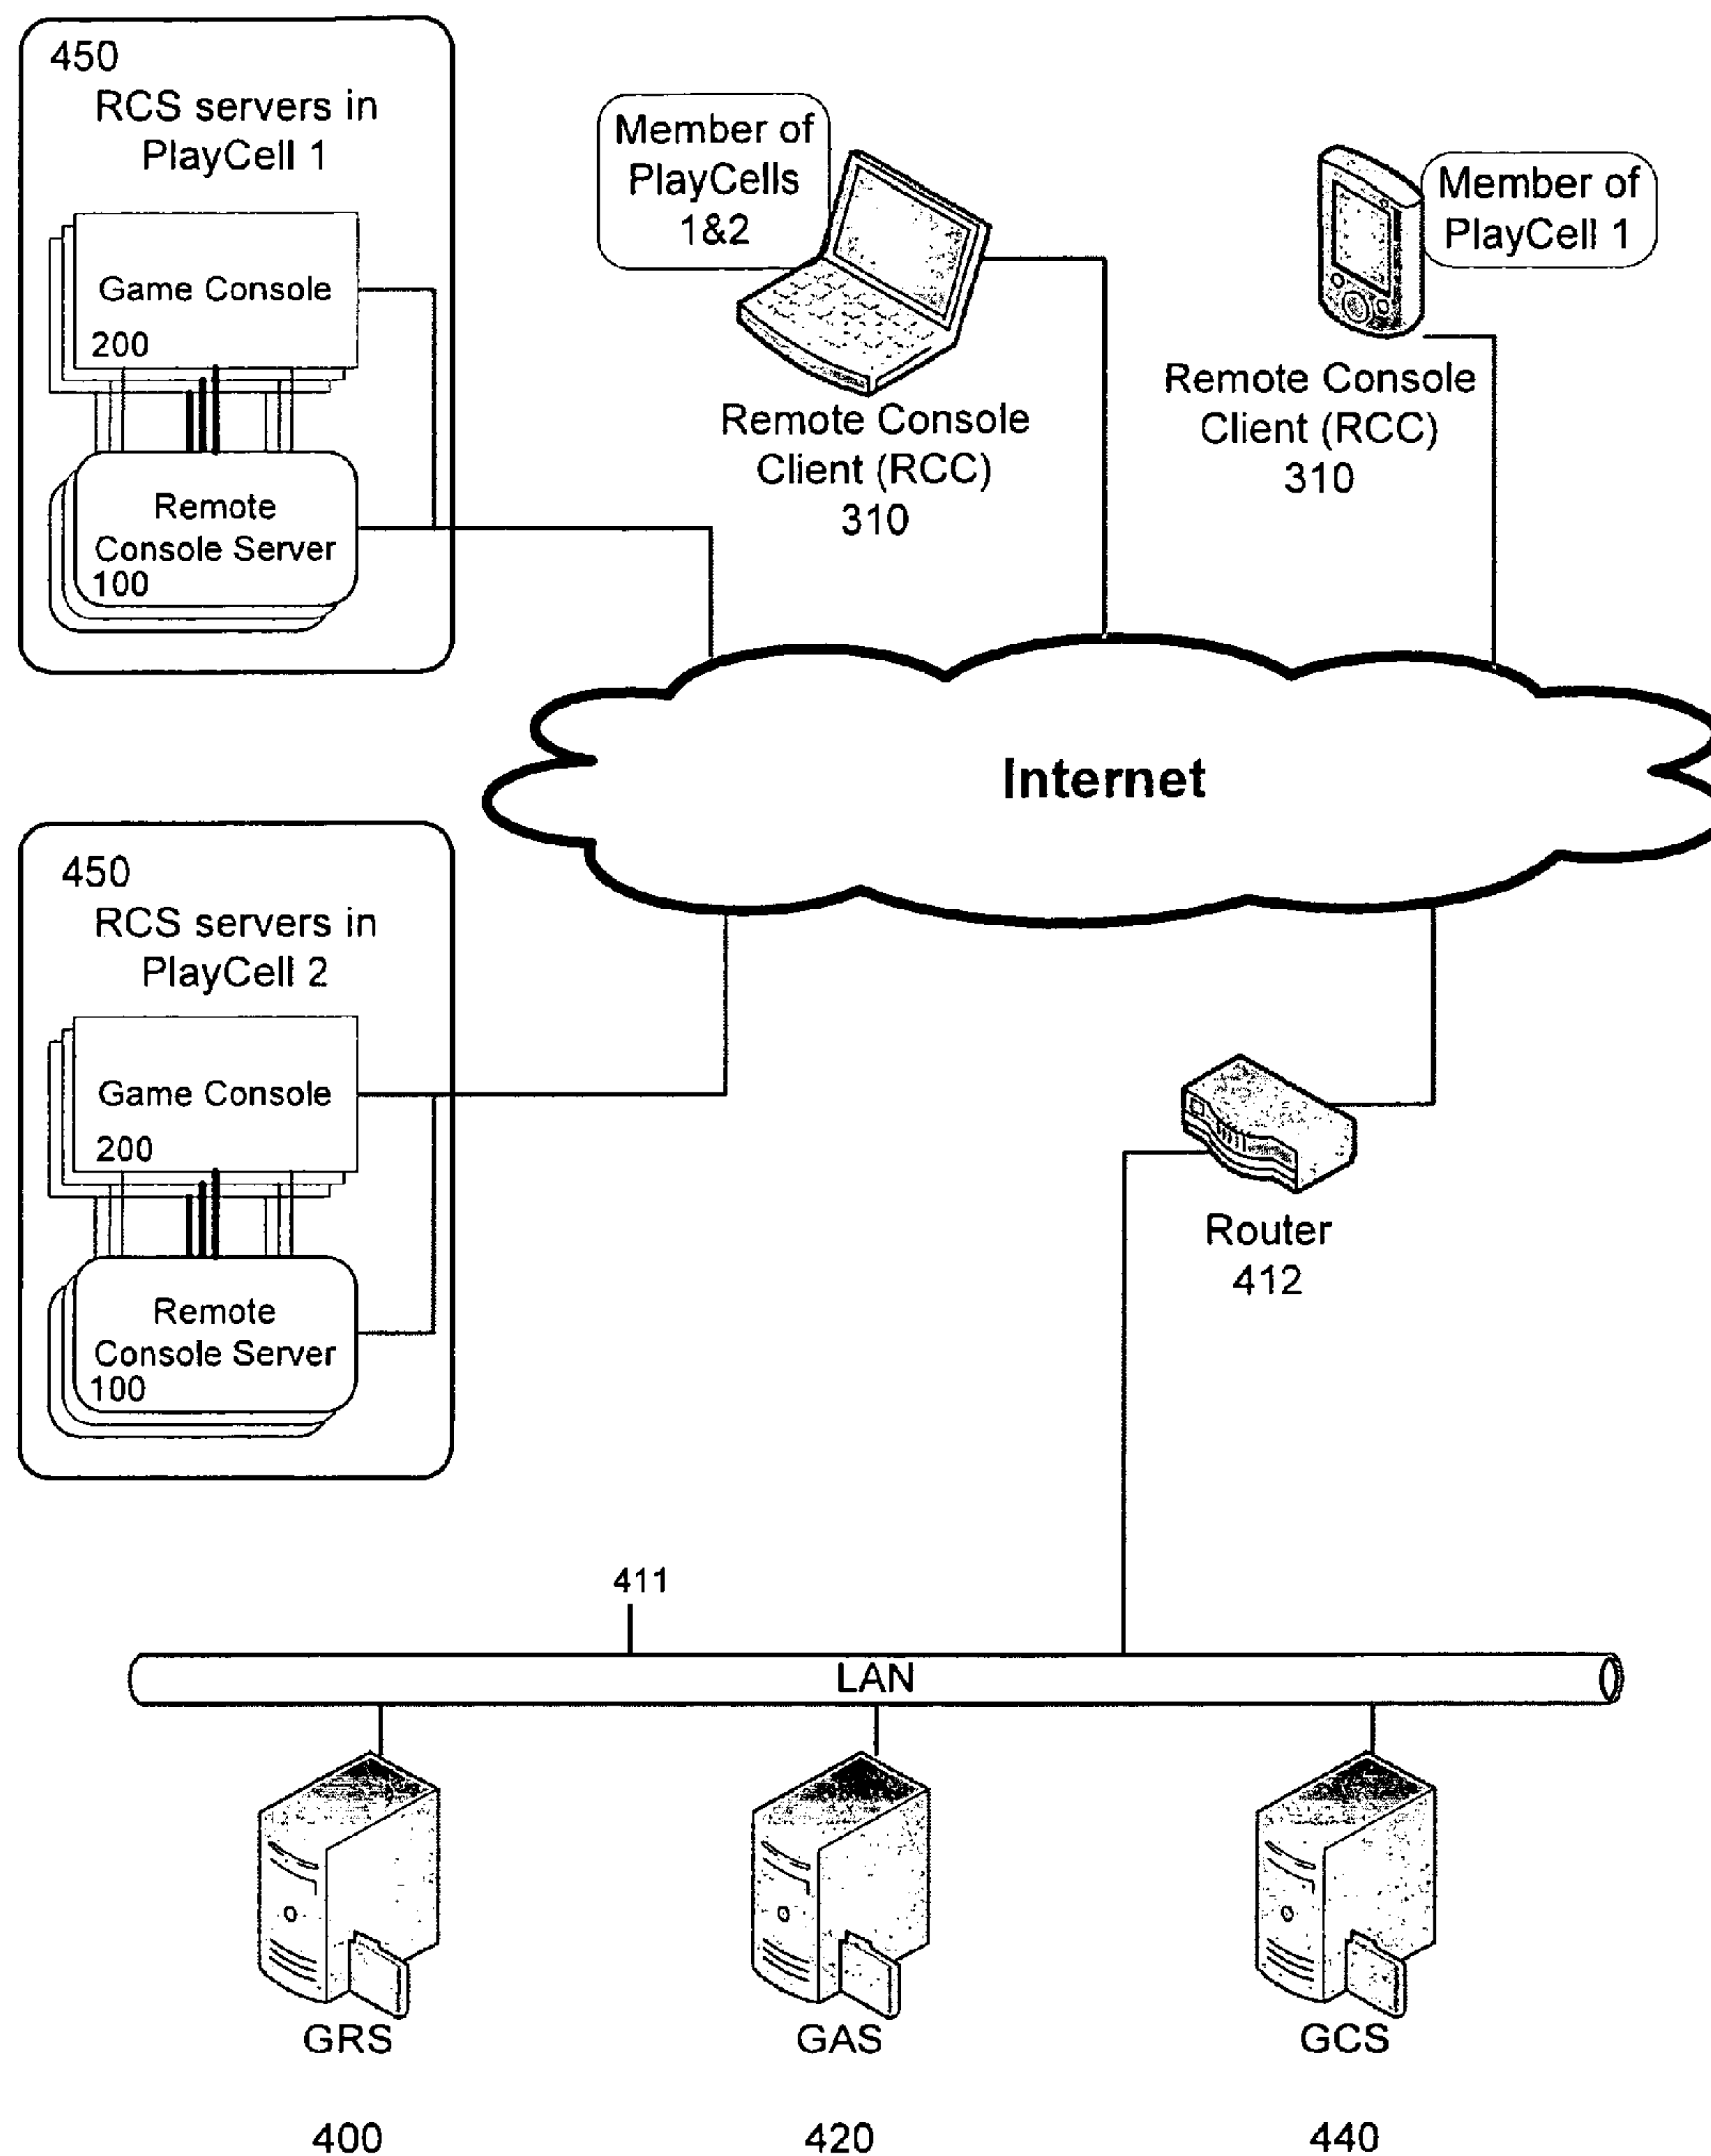 450
RCS servers in
PlayCell 1
Game Console
200
Remote
Console Server
100
Member of
PlayCells
1&2
Remote Console
Client (RCC)
310
Member of
PlayCell 1
Remote Console
Client (RCC)
310
Internet
450
RCS servers in
PlayCell 2
Game Console
200
Remote
Console Server
100
Router
412
411
LAN
GRS
GAS
GCS
400
420
440